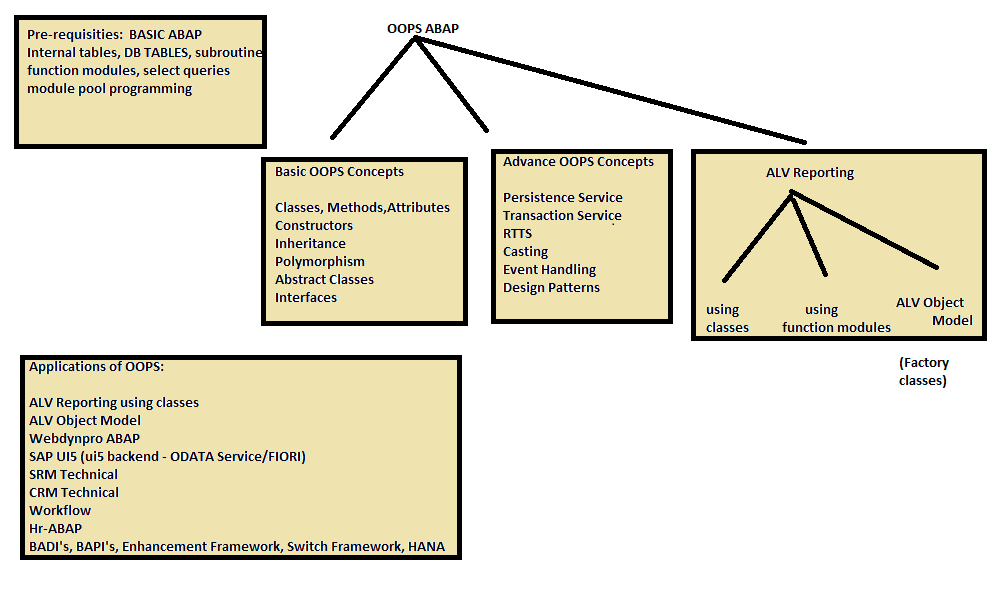 Pre-requisities: BASIC ABAP
Internal tables, DB TABLES, subroutine
function modules, select queries
module pool programming
OOPS ABAP
Basic OOPS Concepts
Classes, Methods,Attributes
Constructors
Inheritance
Polymorphism
Abstract Classes
Interfaces
Advance OOPS Concepts
Persistence Service
Transaction Service
RTTS
Casting
Event Handling
Design Patterns
ALV Reporting
using
classes
using
function modules
ALV Object
Model
(Factory
classes)
Applications of OOPS:
ALV Reporting using classes
ALV Object Model
Webdynpro ABAP
SAP UI5 (ui5 backend - ODATA Service/FIORI)
SRM Technical
CRM Technical
Workflow
Hr-ABAP
BADI's, BAPI's, Enhancement Framework, Switch Framework, HANA